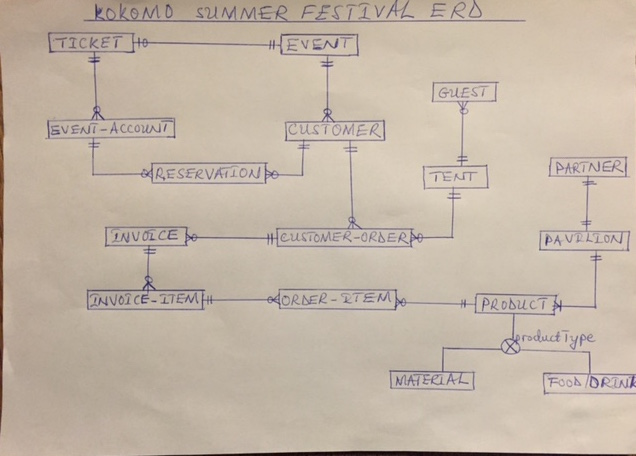 KOKOMO SUMMER FESTIVAL ERD
TICKET
EVENT
GUEST
EVENT-ACCOUNT
CUSTOMER
PARTNER
RESERVATION
TENT
INVOICE
CUSTOMER-ORDER
PAVILION
INVOICE-ITEM
ORDER-ITEM
PRODUCT
productType
MATERIAL
FOOD/DRINK